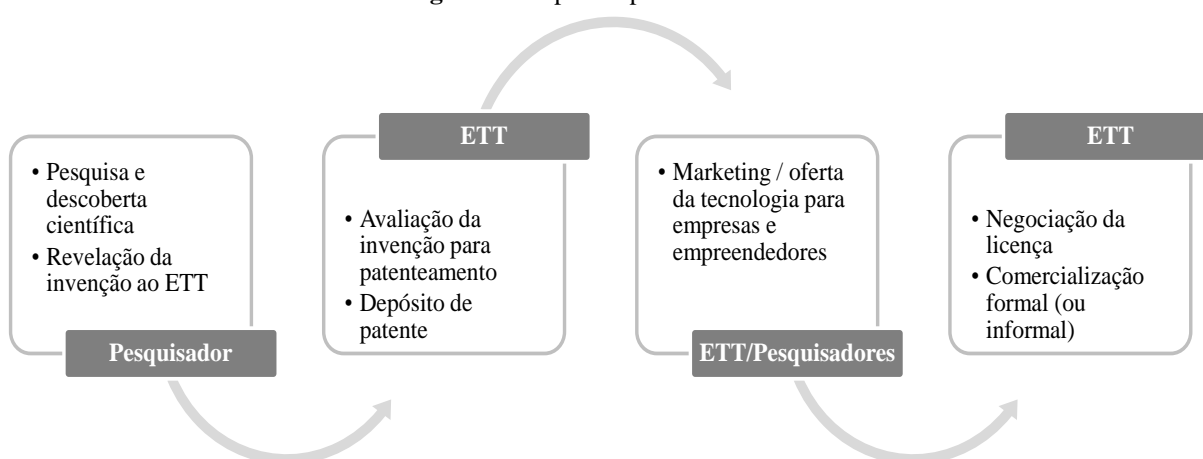 • Pesquisa e
descoberta
científica
• Revelação da
invenção ao ETT
Pesquisador
ETT
• Avaliação da
invenção para
patenteamento
• Depósito de
patente
• Marketing / oferta
da tecnologia para
empresas e
empreendedores
ETT/Pesquisadores
ETT
• Negociação da
licença
• Comercialização
formal (ou
informal)